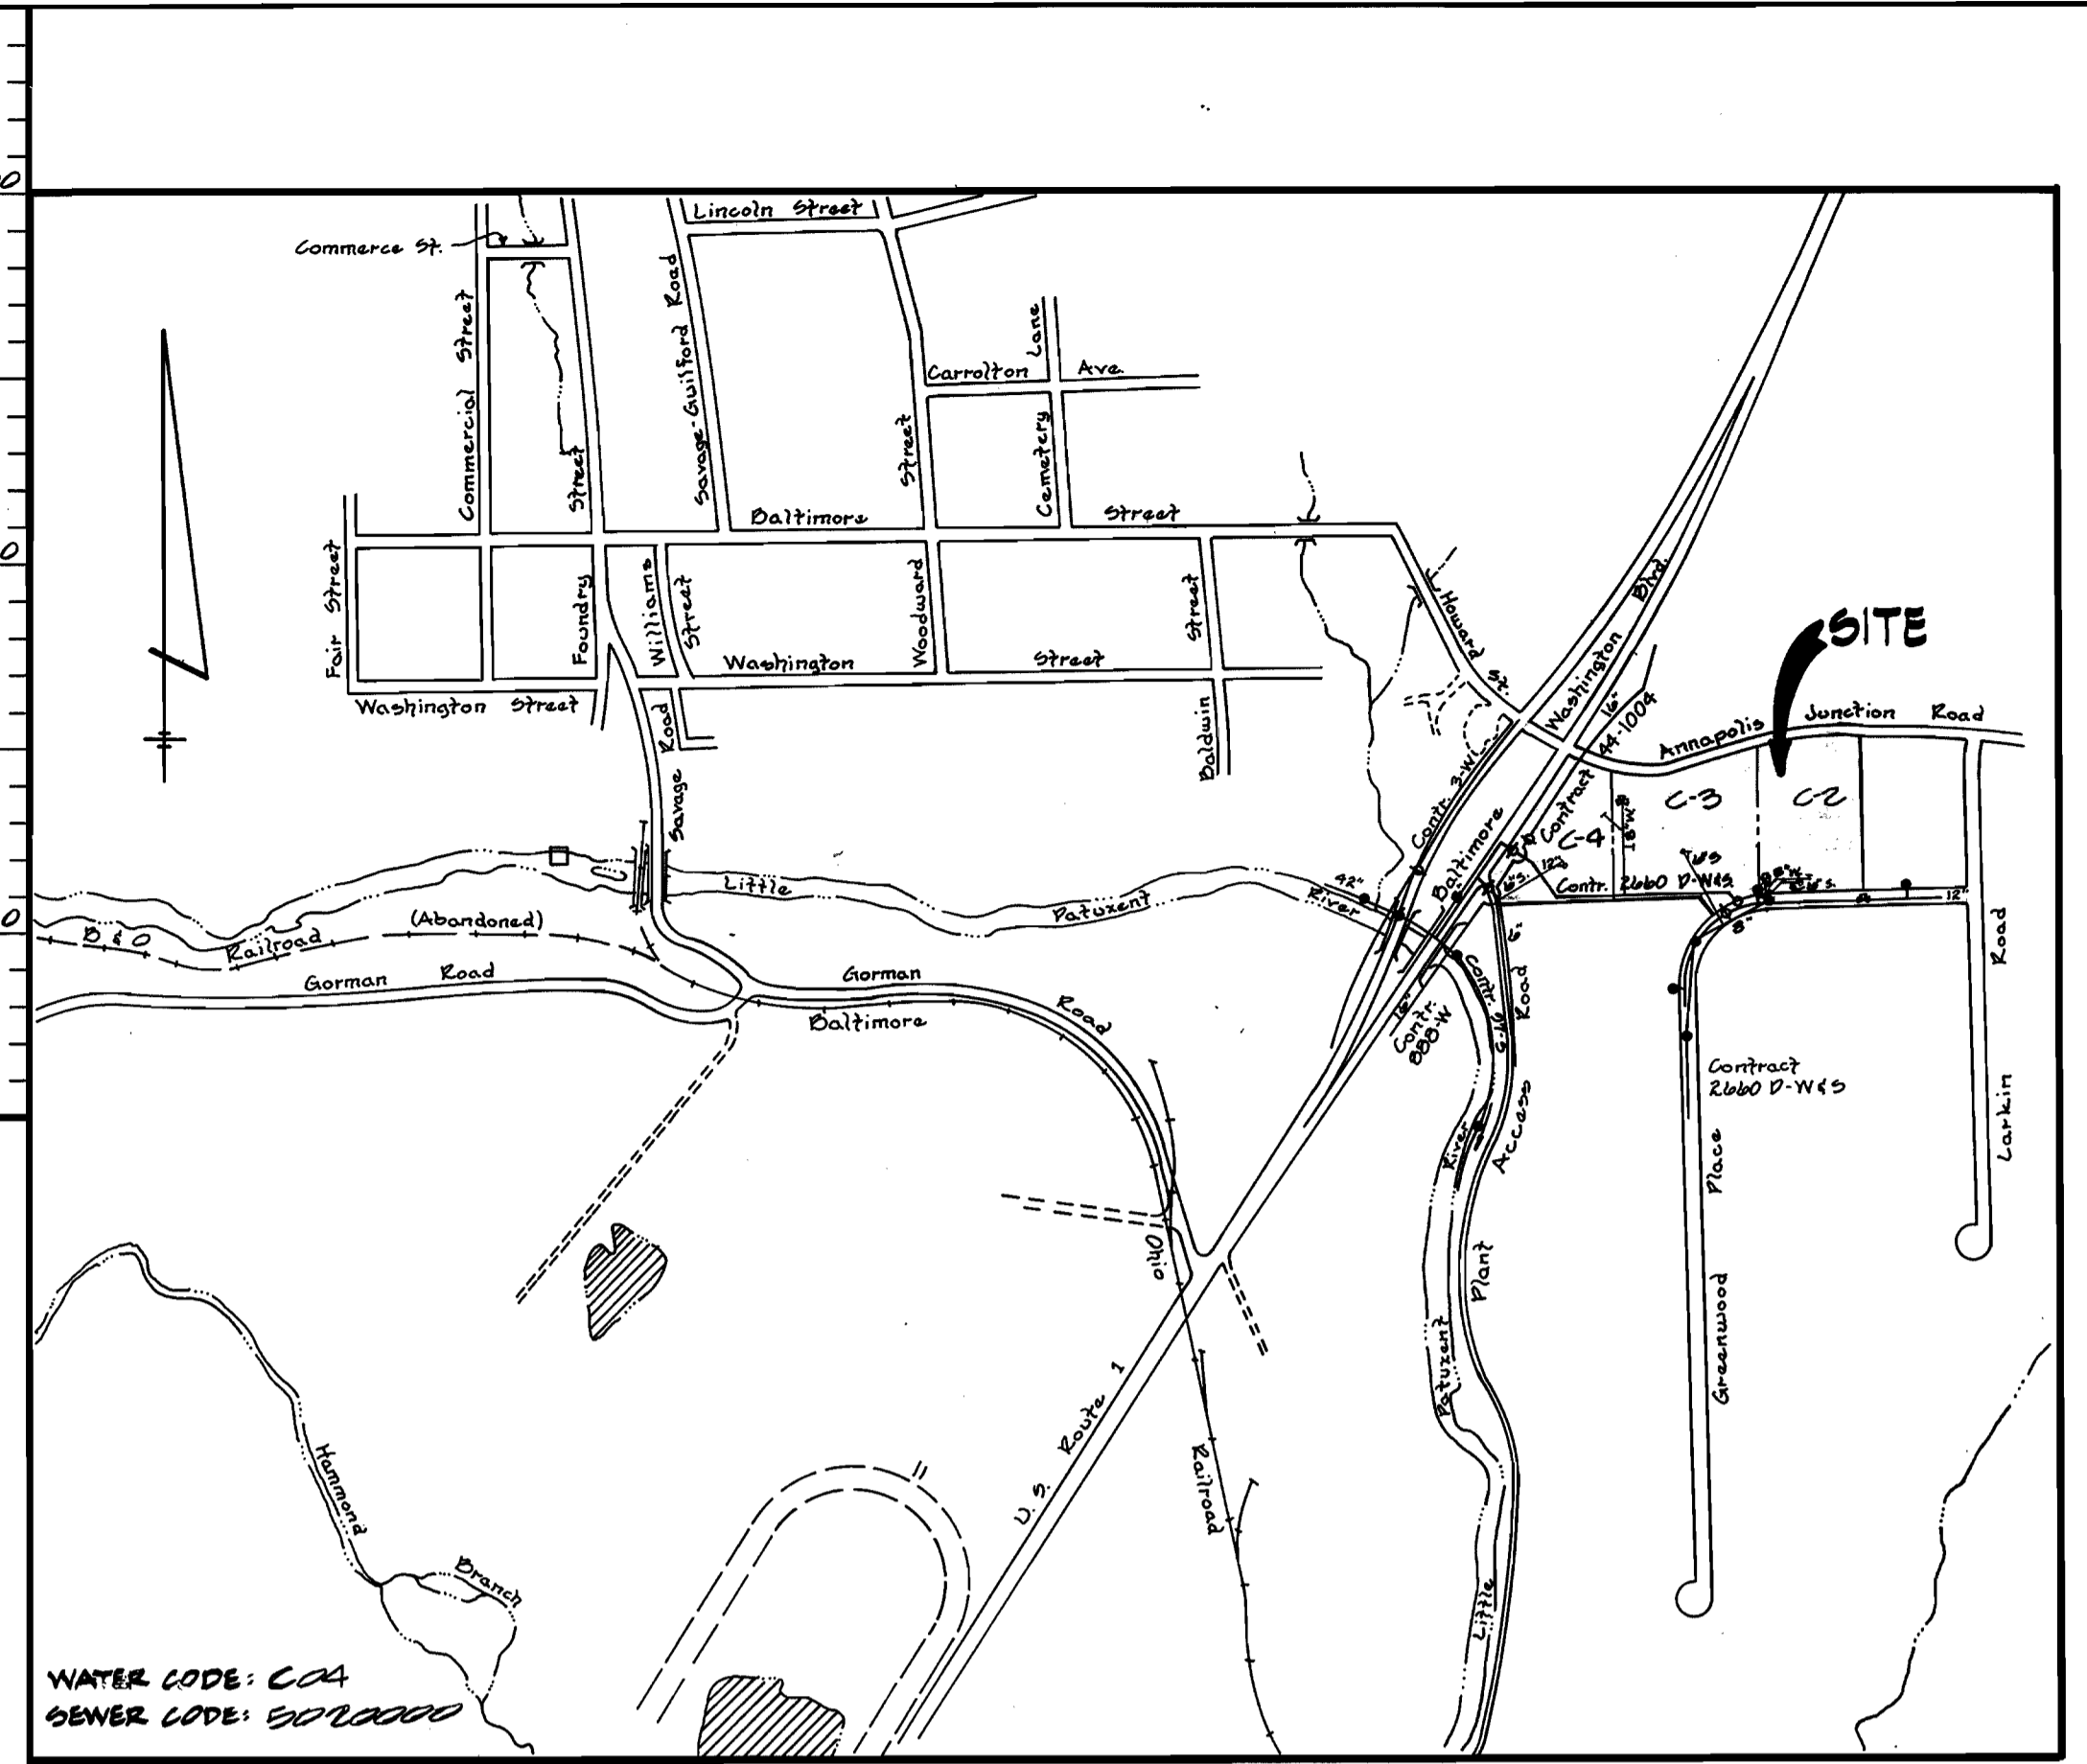 Lincoln Street
Commerce St.
Commercial Street
Street
Savage-Guilford Road
Street
Cemetery Lane
Carrolton Ave.
Baltimore Street
Fair Street
Foundry
Williams Street
Woodward
Street
Baldwin
Washington Street
Washington Street
Howard St.
Washington Blvd.
SITE
16"
44-1004
Contract
Annapolis Junction Road
C-3
C-2
C-4
Contr. 3-W
Baltimore
Savage Road
Little Patuxent River
42"
12"
Contr. 2660 D-W&S
8"
12"
6"
B & O Railroad (Abandoned)
Gorman Road
Gorman Road
Baltimore
Ohio
Railroad
Contr.
888-W
Contr. G-W&S
Road
Access
Plant
River
Patuxent
Little
Contract
2660 D-W&S
Greenwood Place
Larkin Road
U.S. Route 1
Hammond Branch
WATER CODE: C04
SEWER CODE: 5020000